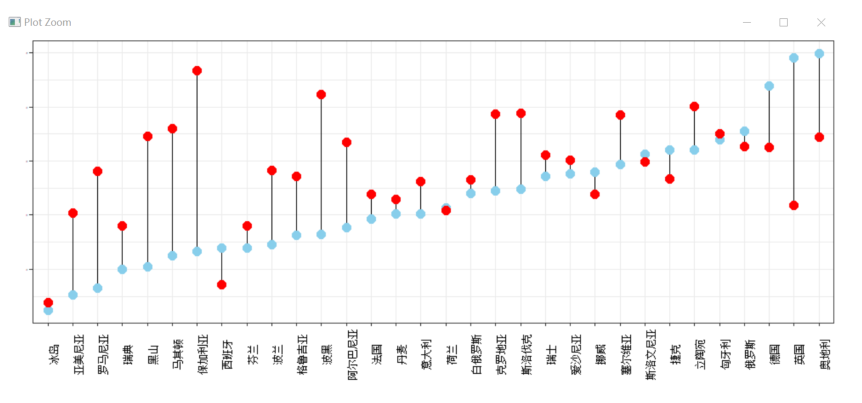 Plot Zoom
冰岛
亚美尼亚
罗马尼亚
瑞典
黑山
马其顿
保加利亚
西班牙
芬兰
波兰
格鲁吉亚
波黑
阿尔巴尼亚
法国
丹麦
意大利
荷兰
白俄罗斯
克罗地亚
斯洛伐克
瑞士
爱沙尼亚
挪威
塞尔维亚
斯洛文尼亚
捷克
立陶宛
匈牙利
俄罗斯
德国
英国
奥地利